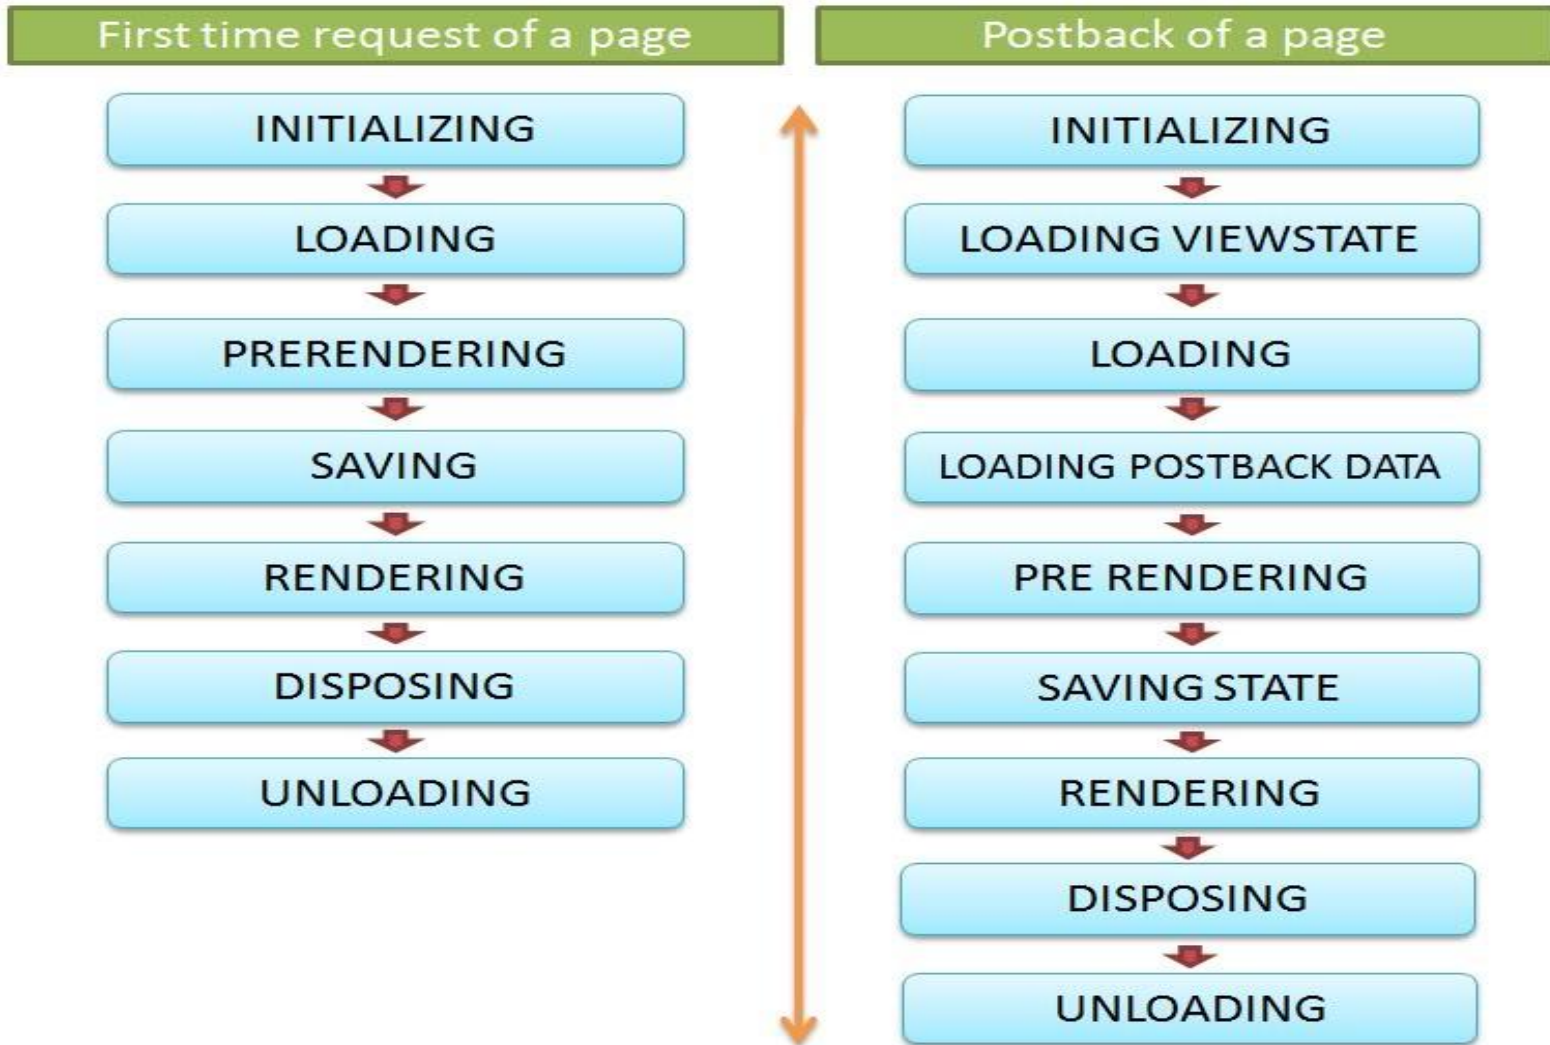 First time request of a page
INITIALIZING
LOADING
PRERENDERING
SAVING
RENDERING
DISPOSING
UNLOADING
Postback of a page
INITIALIZING
LOADING VIEWSTATE
LOADING
LOADING POSTBACK DATA
PRE RENDERING
SAVING STATE
RENDERING
DISPOSING
UNLOADING